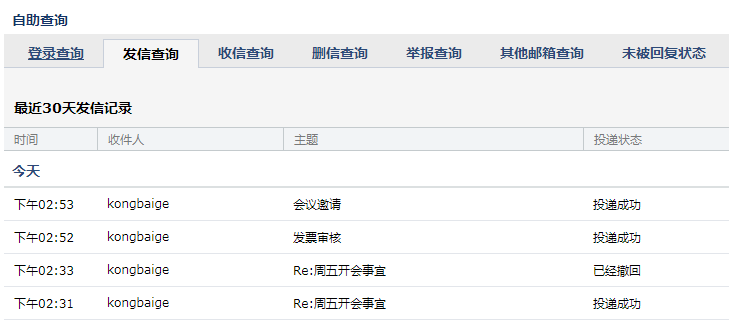 自助查询
登录查询 发信查询 收信查询 删信查询 举报查询 其他邮箱查询 未被回复状态
最近30天发信记录
时间 收件人 主题 投递状态
今天
下午02:53 kongbaige 会议邀请 投递成功
下午02:52 kongbaige 发票审核 投递成功
下午02:33 kongbaige Re:周五开会事宜 已经撤回
下午02:31 kongbaige Re:周五开会事宜 投递成功